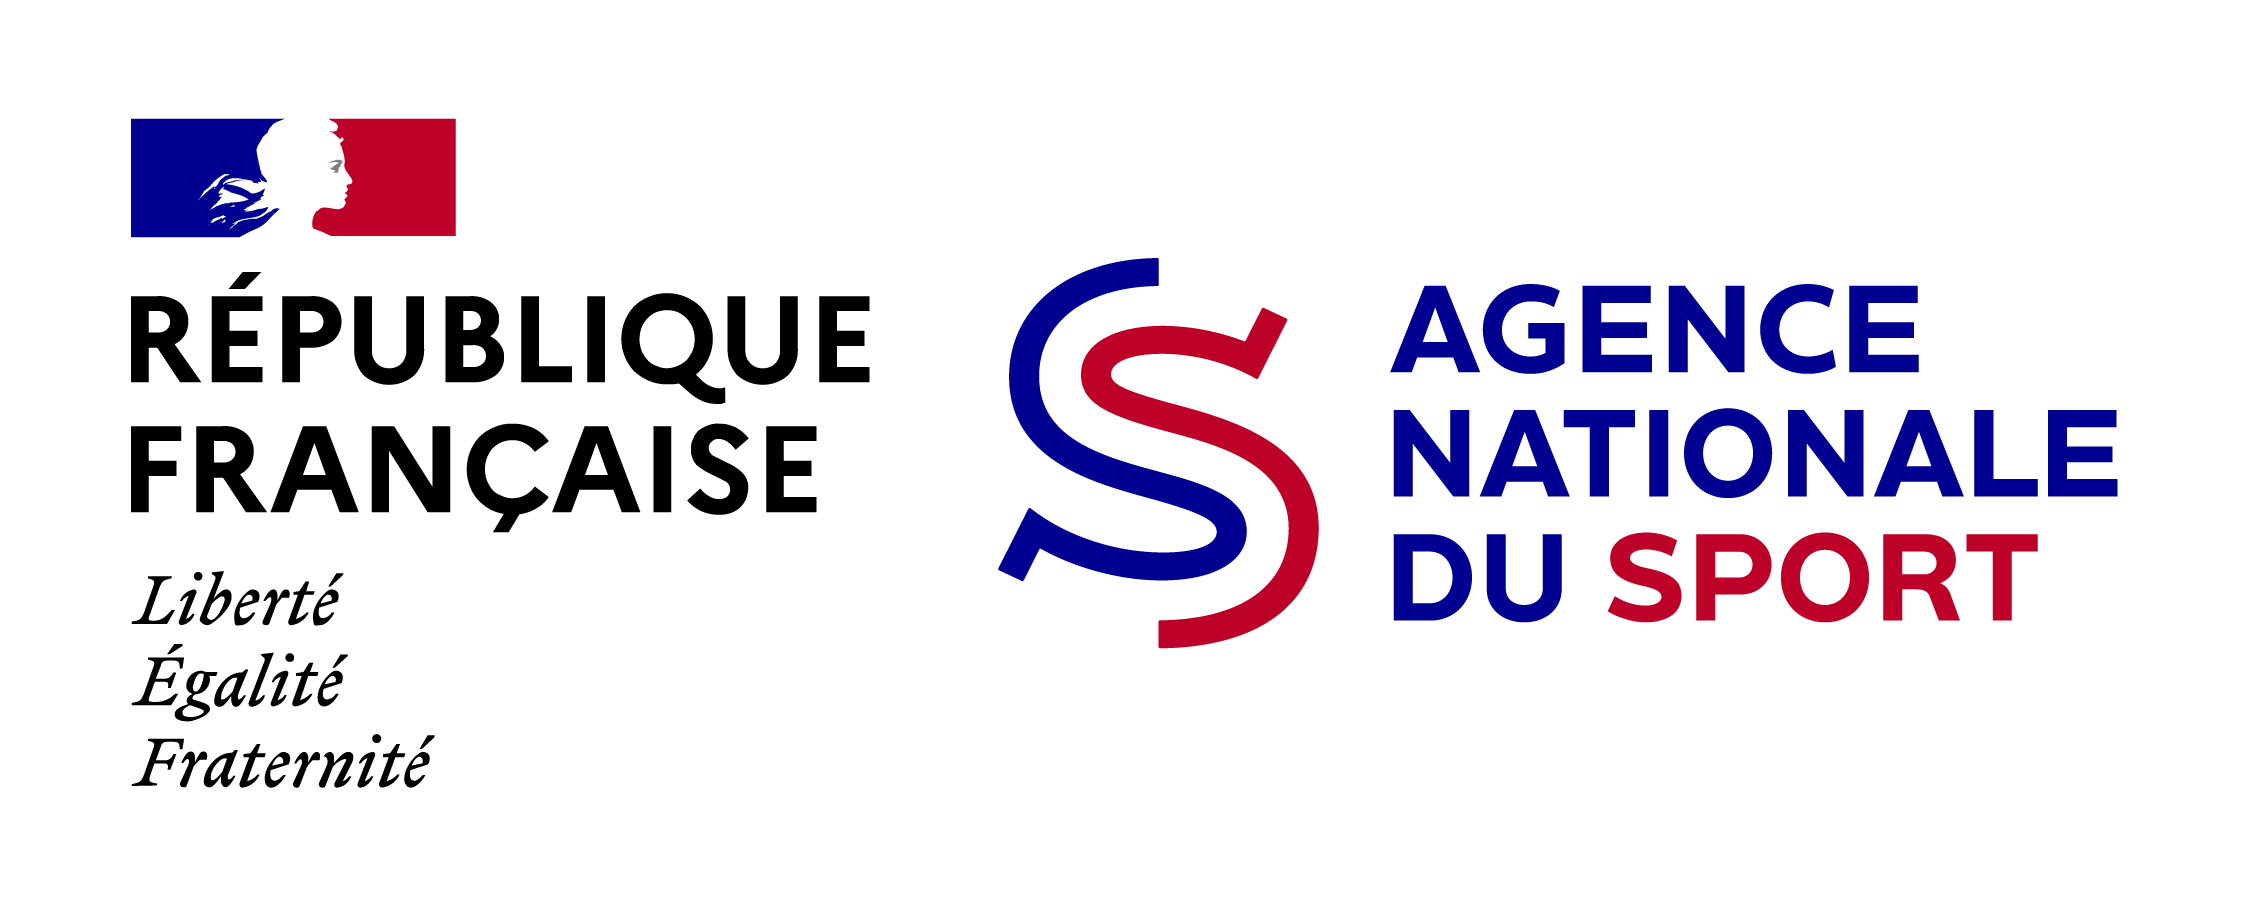 RÉPUBLIQUE
FRANÇAISE
Liberté
Égalité
Fraternité
AGENCE
NATIONALE
DU SPORT